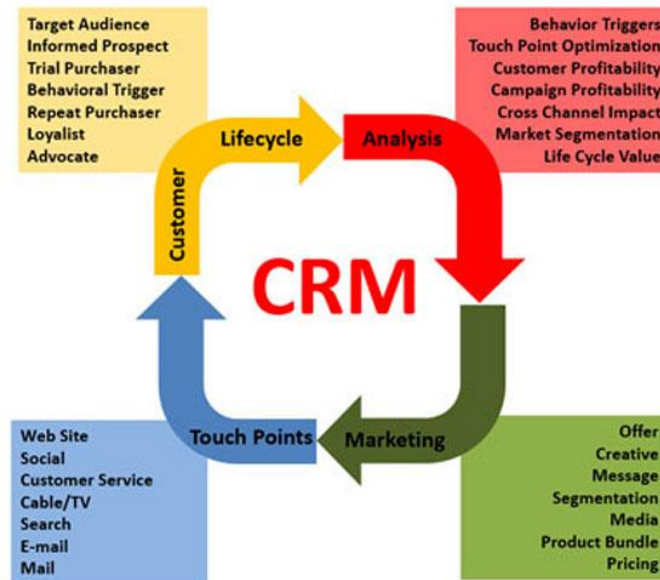 Target Audience
Informed Prospect
Trial Purchaser
Behavioral Trigger
Repeat Purchaser
Loyalist
Advocate
Behavior Triggers
Touch Point Optimization
Customer Profitability
Campaign Profitability
Cross Channel Impact
Market Segmentation
Life Cycle Value
Customer
Lifecycle
Analysis
CRM
Touch Points
Marketing
Web Site
Social
Customer Service
Cable/TV
Search
E-mail
Mail
Offer
Creative
Message
Segmentation
Media
Product Bundle
Pricing